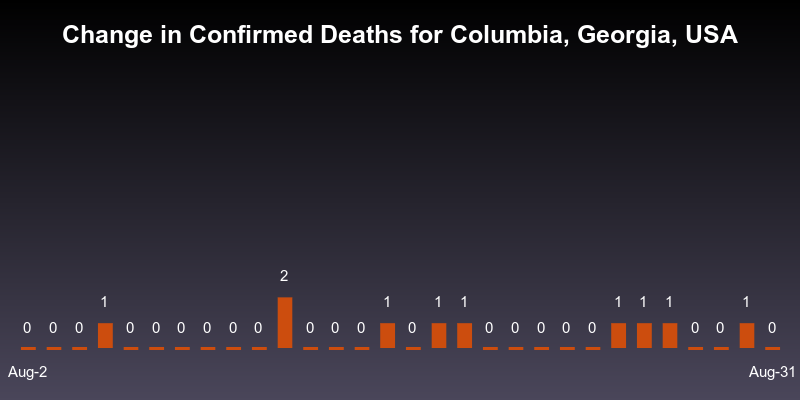 Change in Confirmed Deaths for Columbia, Georgia, USA
2
1 1 1 1 1 1 1 1
0 0 0 0 0 0 0 0 0 0 0 0 0 0 0 0 0 0 0 0 0
Aug-2 Aug-31